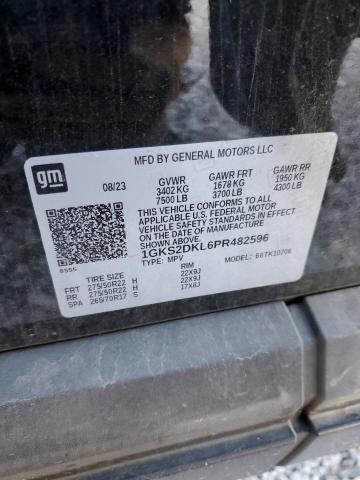 MFD BY GENERAL MOTORS LLC
gm
08/23
GVWR GAWR FRT GAWR RR
3402 KG 1678 KG 1950 KG
7500 LB 3700 LB 4300 LB
THIS VEHICLE CONFORMS TO ALL
APPLICABLE U.S. FEDERAL MOTOR
VEHICLE SAFETY STANDARDS IN EFFECT
ON THE DATE OF MANUFACTURE SHOWN ABOVE.
1GKS2DKL6PR482596
TYPE: MPV MODEL: 66TK10706
TIRE SIZE RIM
FRT 275/50R22 H 22X9J
RR 275/50R22 H 22X9J
SPA 265/70R17 S 17X8J